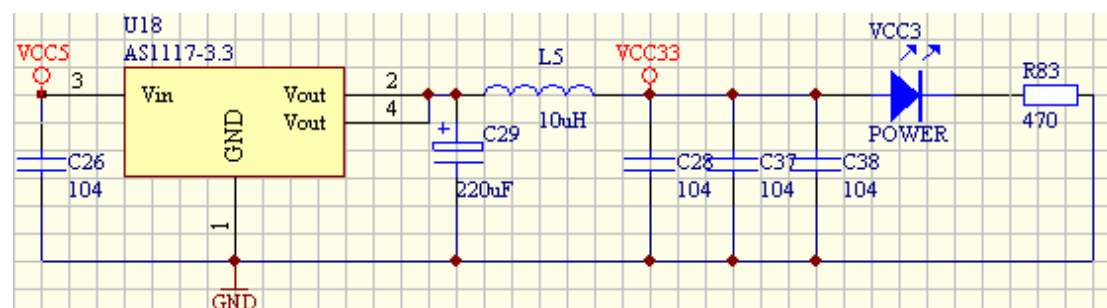 U18
VCC3
VCC5
AS1117-3.3
L5
VCC33
R83
3
Vin
Vout
2
Vout
4
GND
10uH
POWER
470
C29
+
C26
104
220uF
C28
104
C37
104
C38
104
1
GND